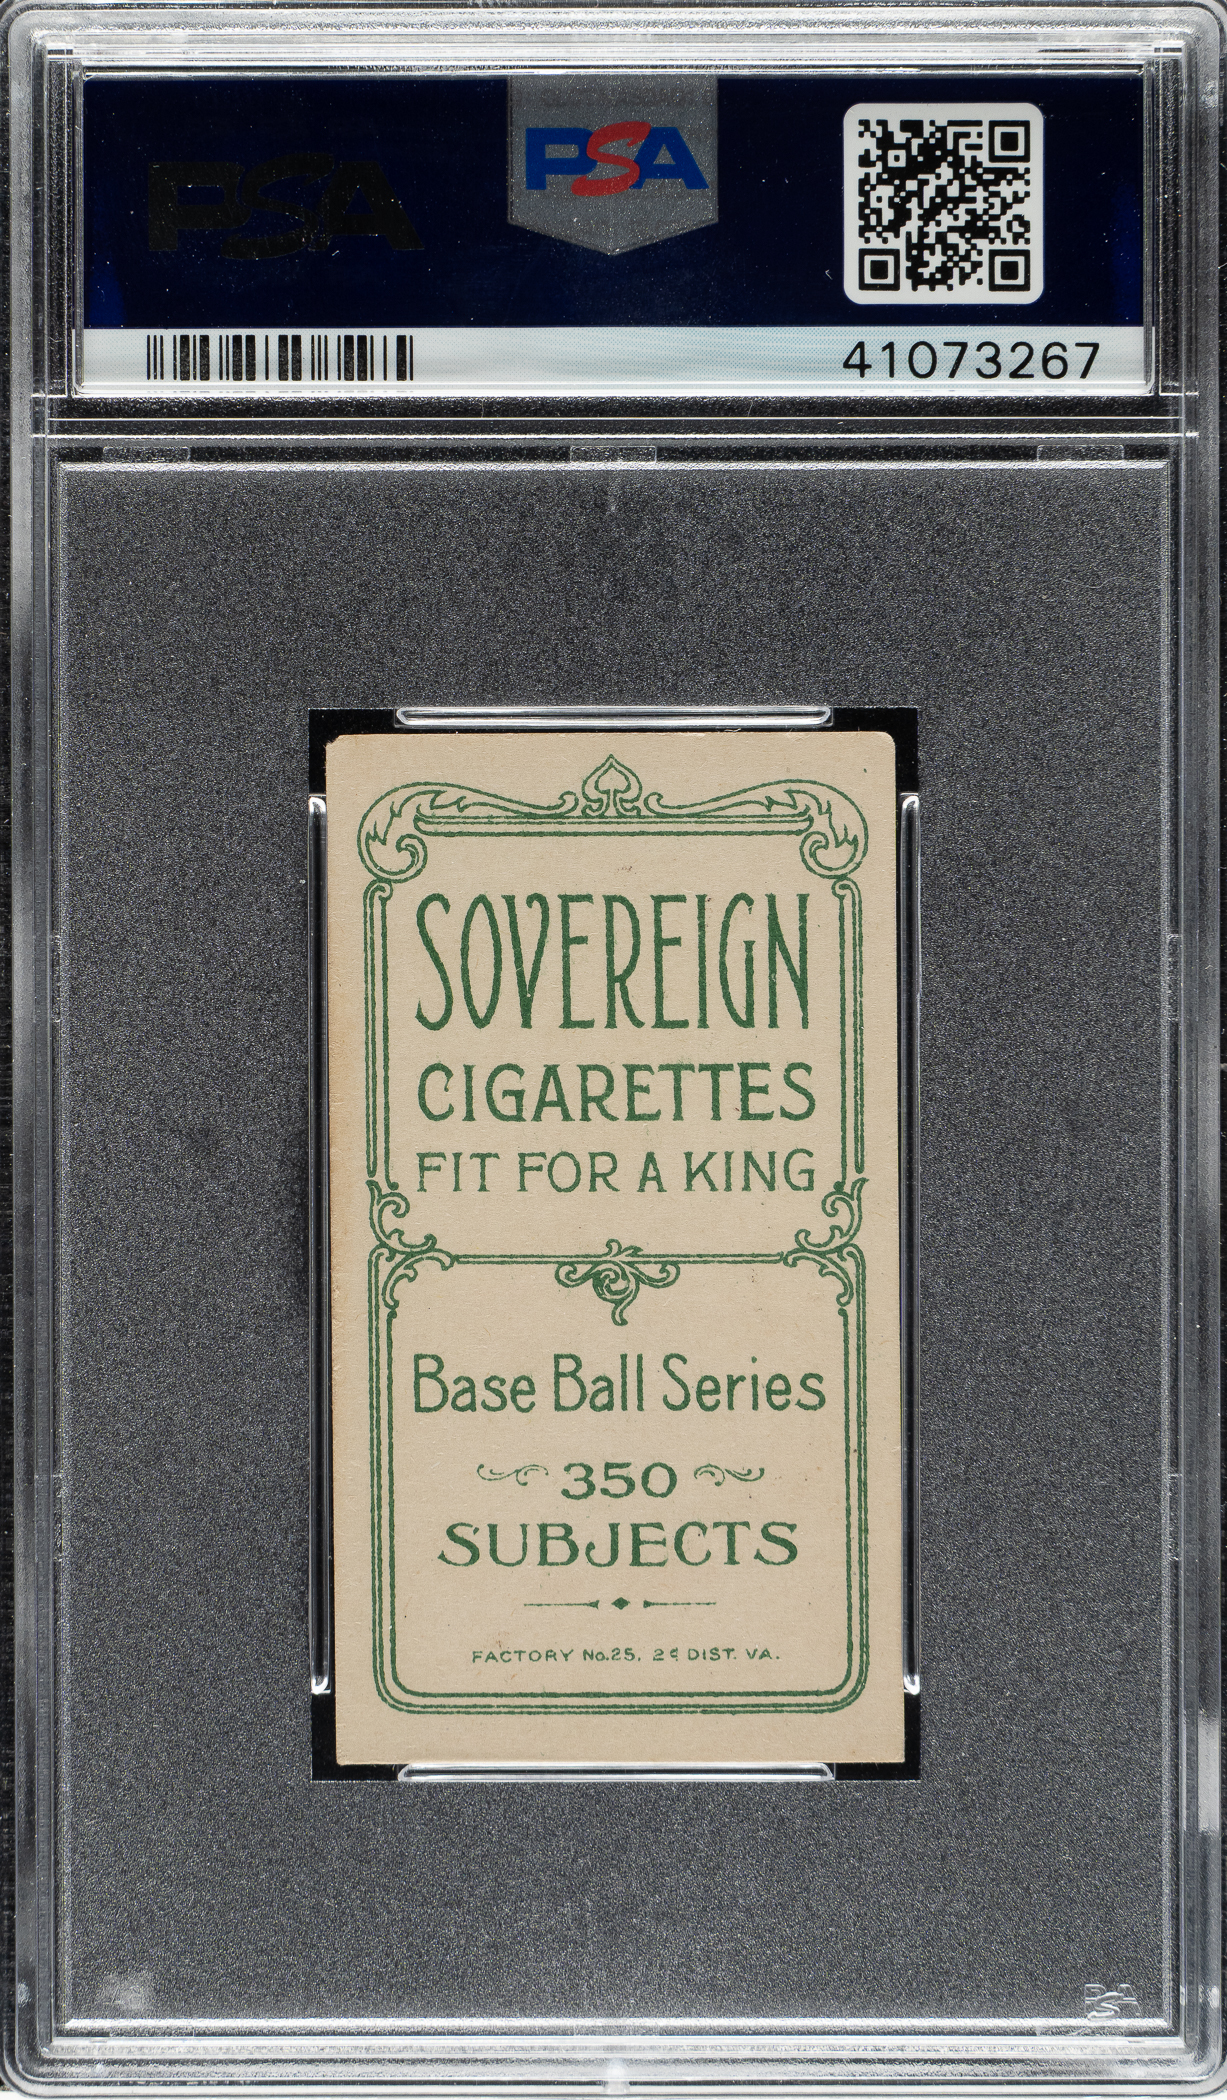 PSA
PSA
41073267
SOVEREIGN
CIGARETTES
FIT FOR A KING
Base Ball Series
350
SUBJECTS
FACTORY No.25. 2ᵈ DIST. VA.
PSA